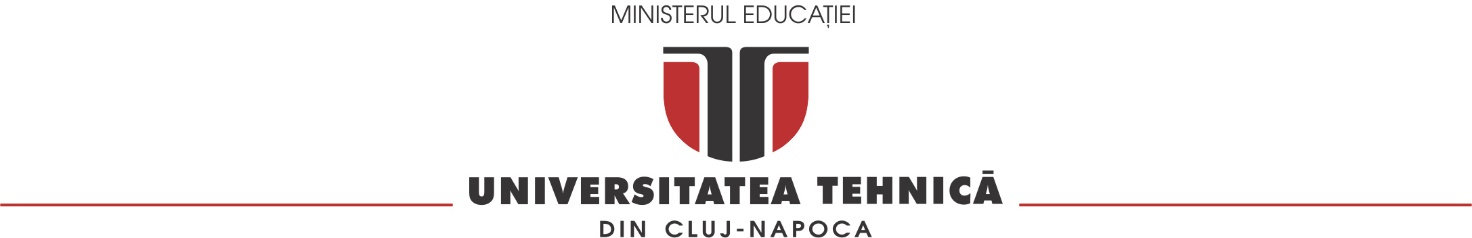 MINISTERUL EDUCAȚIEI
UNIVERSITATEA TEHNICĂ
DIN CLUJ-NAPOCA